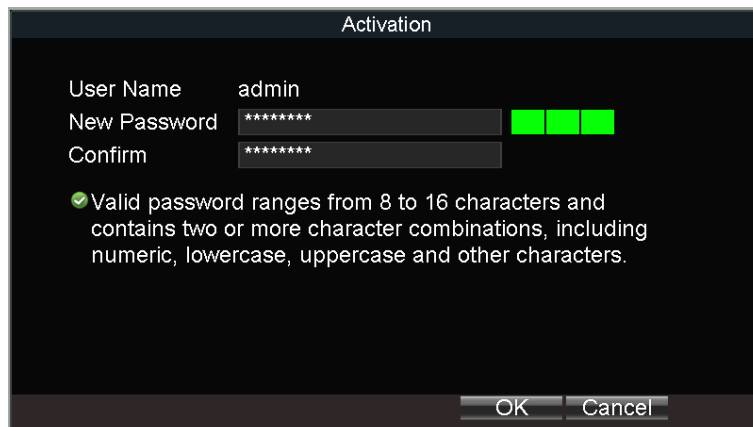 Activation
User Name admin
New Password ********
Confirm ********
Valid password ranges from 8 to 16 characters and
contains two or more character combinations, including
numeric, lowercase, uppercase and other characters.
OK Cancel